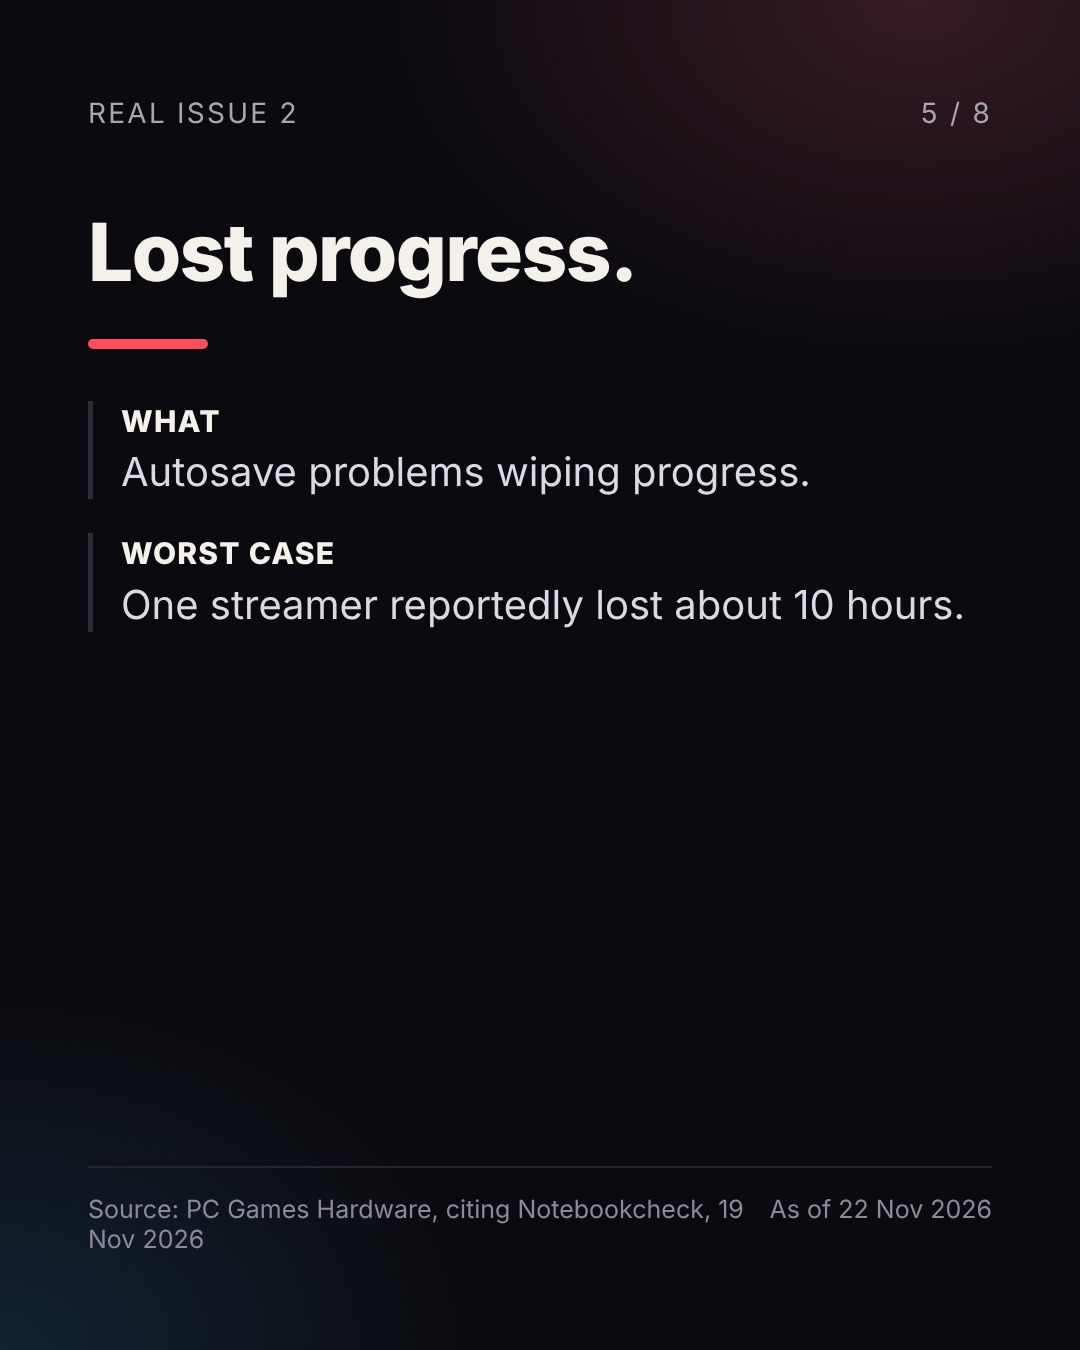 REAL ISSUE 2
5 / 8
Lost progress.
WHAT
Autosave problems wiping progress.
WORST CASE
One streamer reportedly lost about 10 hours.
Source: PC Games Hardware, citing Notebookcheck, 19
Nov 2026
As of 22 Nov 2026